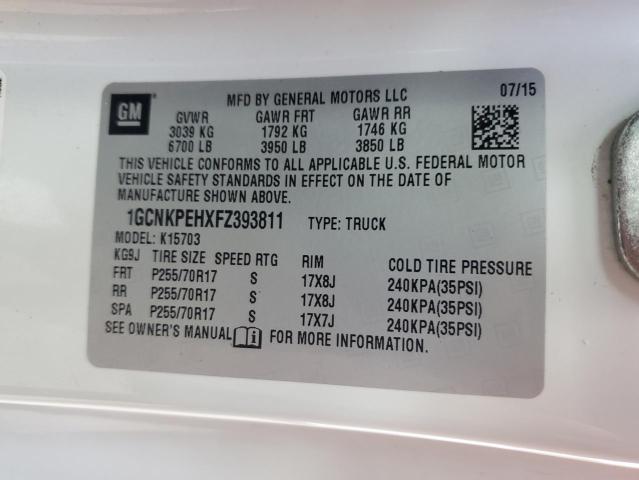 GM
MFD BY GENERAL MOTORS LLC 07/15
GVWR GAWR FRT GAWR RR
3039 KG 1792 KG 1746 KG
6700 LB 3950 LB 3850 LB
THIS VEHICLE CONFORMS TO ALL APPLICABLE U.S. FEDERAL MOTOR
VEHICLE SAFETY STANDARDS IN EFFECT ON THE DATE OF
MANUFACTURE SHOWN ABOVE.
1GCNKPEHXFZ393811 TYPE: TRUCK
MODEL: K15703
KG9J TIRE SIZE SPEED RTG RIM COLD TIRE PRESSURE
FRT P255/70R17 S 17X8J 240KPA(35PSI)
RR P255/70R17 S 17X8J 240KPA(35PSI)
SPA P255/70R17 S 17X7J 240KPA(35PSI)
SEE OWNER'S MANUAL i FOR MORE INFORMATION.